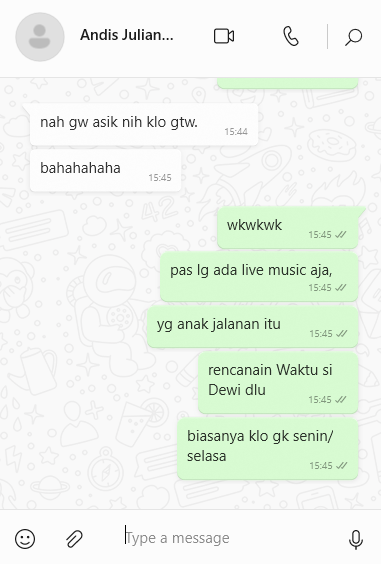 Andis Julian...
nah gw asik nih klo gtw.
15:44
bahahahaha
15:45
wkwkwk
15:45
pas lg ada live music aja,
15:45
yg anak jalanan itu
15:45
rencanain Waktu si
Dewi dlu
15:45
biasanya klo gk senin/
selasa
15:45
Type a message